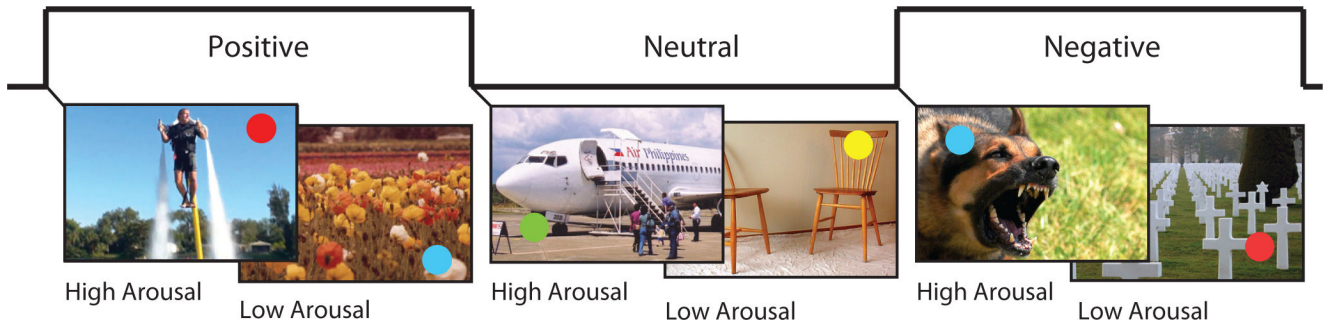 Positive
Neutral
Negative
Air Philippines
High Arousal
Low Arousal
High Arousal
Low Arousal
High Arousal
Low Arousal